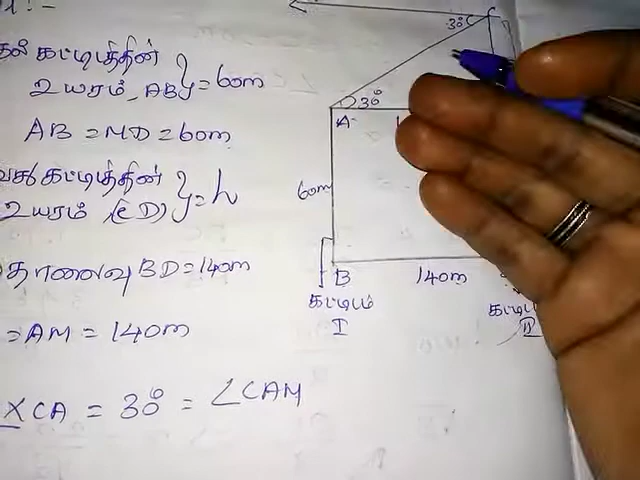 கட்டிடத்தின்
உயரம், AB } = 60m
AB = MD = 60m
கட்டிடத்தின்
உயரம் (CD) } = h
BD = 140m
= AM = 140m
XCA = 30° = ∠CAM
30°
C
30°
A
60m
B
140m
கட்டிடம்
I
II